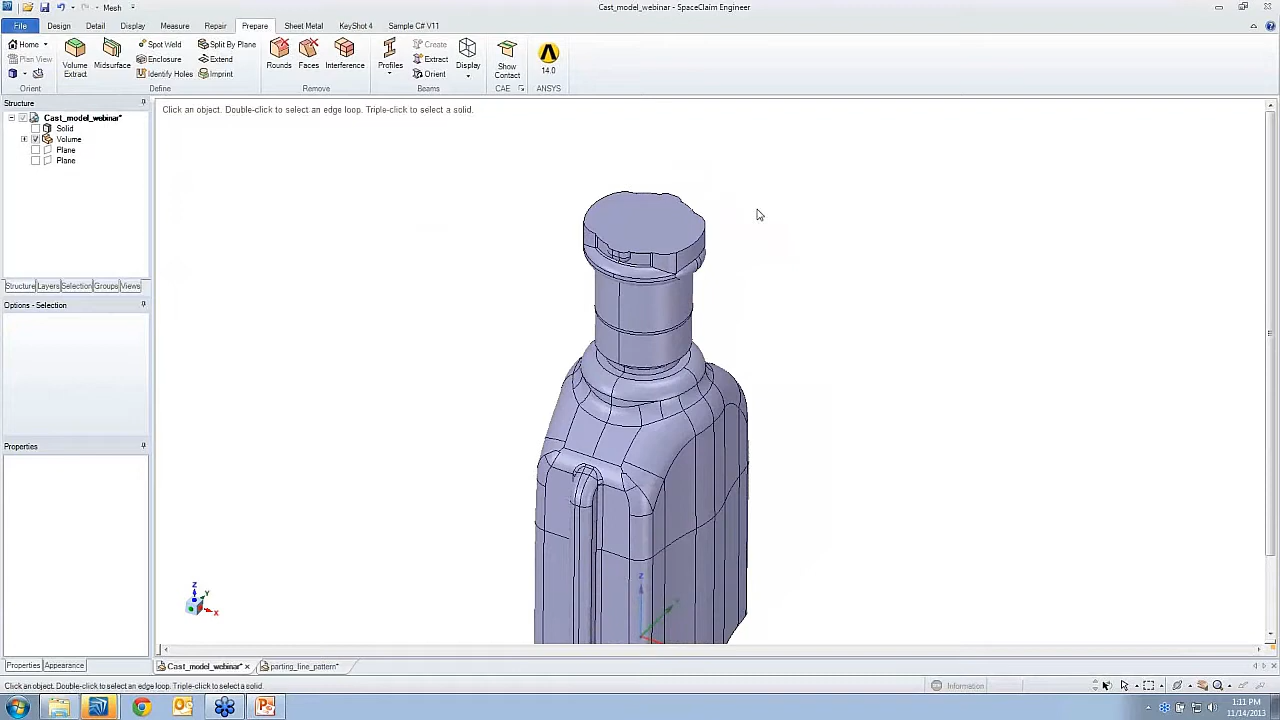 Mesh
Cast_model_webinar - SpaceClaim Engineer
File Design Detail Display Measure Repair Prepare Sheet Metal KeyShot 4 Sample C# V11
Home
Plan View
Orient
Volume Extract
Midsurface
Spot Weld
Enclosure
Identify Holes
Split By Plane
Extend
Imprint
Define
Rounds
Faces
Interference
Remove
Profiles
Create
Extract
Orient
Display
Beams
Show Contact
CAE
14.0
ANSYS
Structure
Cast_model_webinar*
Solid
Volume
Plane
Plane
Structure Layers Selection Groups Views
Options - Selection
Properties
Properties Appearance
Click an object. Double-click to select an edge loop. Triple-click to select a solid.
Z
Y
X
Z
Cast_model_webinar* parting_line_pattern*
Click an object. Double-click to select an edge loop. Triple-click to select a solid.
Information
1:11 PM
11/14/2013